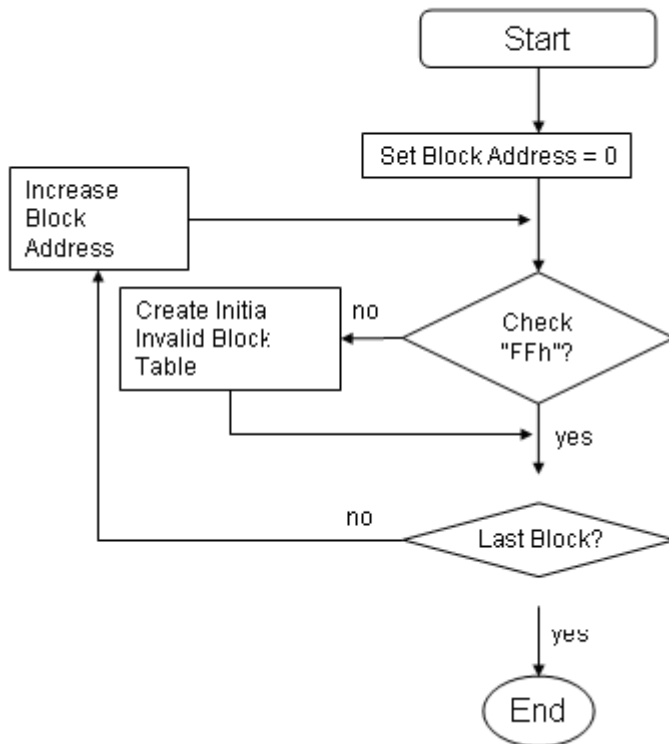 Start
Set Block Address = 0
Increase
Block
Address
Create Initia
Invalid Block
Table
no
Check
"FFh"?
yes
no
Last Block?
yes
End